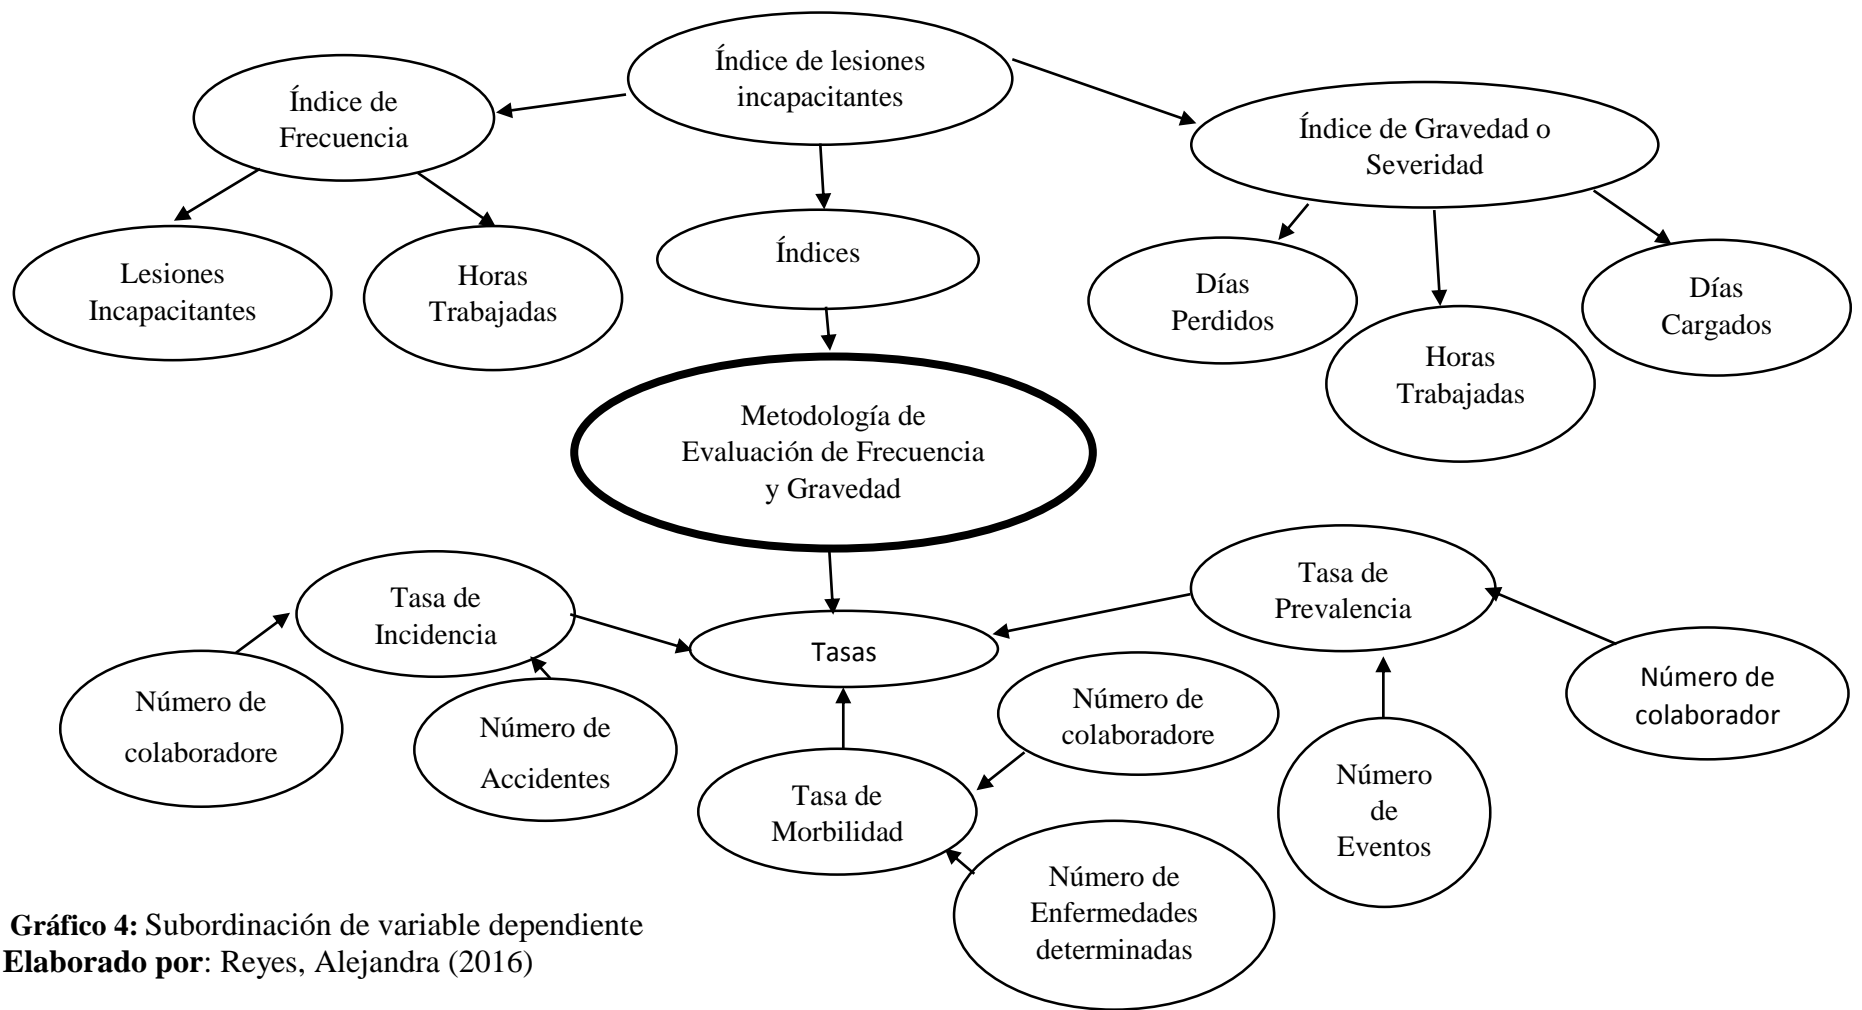 Índice de lesiones
incapacitantes
Índice de
Frecuencia
Índice de Gravedad o
Severidad
Lesiones
Incapacitantes
Horas
Trabajadas
Índices
Días
Perdidos
Horas
Trabajadas
Días
Cargados
Metodología de
Evaluación de Frecuencia
y Gravedad
Tasa de
Incidencia
Tasas
Tasa de
Prevalencia
Número de
colaboradore
Número de
Accidentes
Tasa de
Morbilidad
Número de
colaboradore
Número de
Enfermedades
determinadas
Número
de
Eventos
Número de
colaborador
Gráfico 4: Subordinación de variable dependiente
Elaborado por: Reyes, Alejandra (2016)